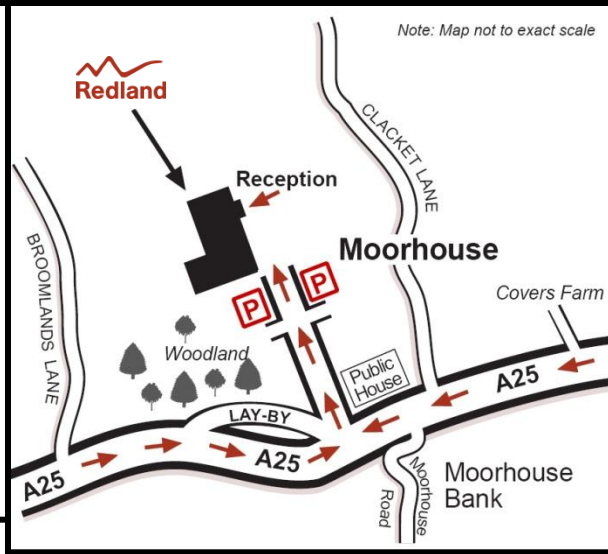 Note: Map not to exact scale
Redland
CLACKET LANE
Reception
BROOMLANDS LANE
Moorhouse
P
P
Covers Farm
Woodland
Public
House
A25
LAY-BY
A25
A25
Moorhouse
Road
Moorhouse
Bank